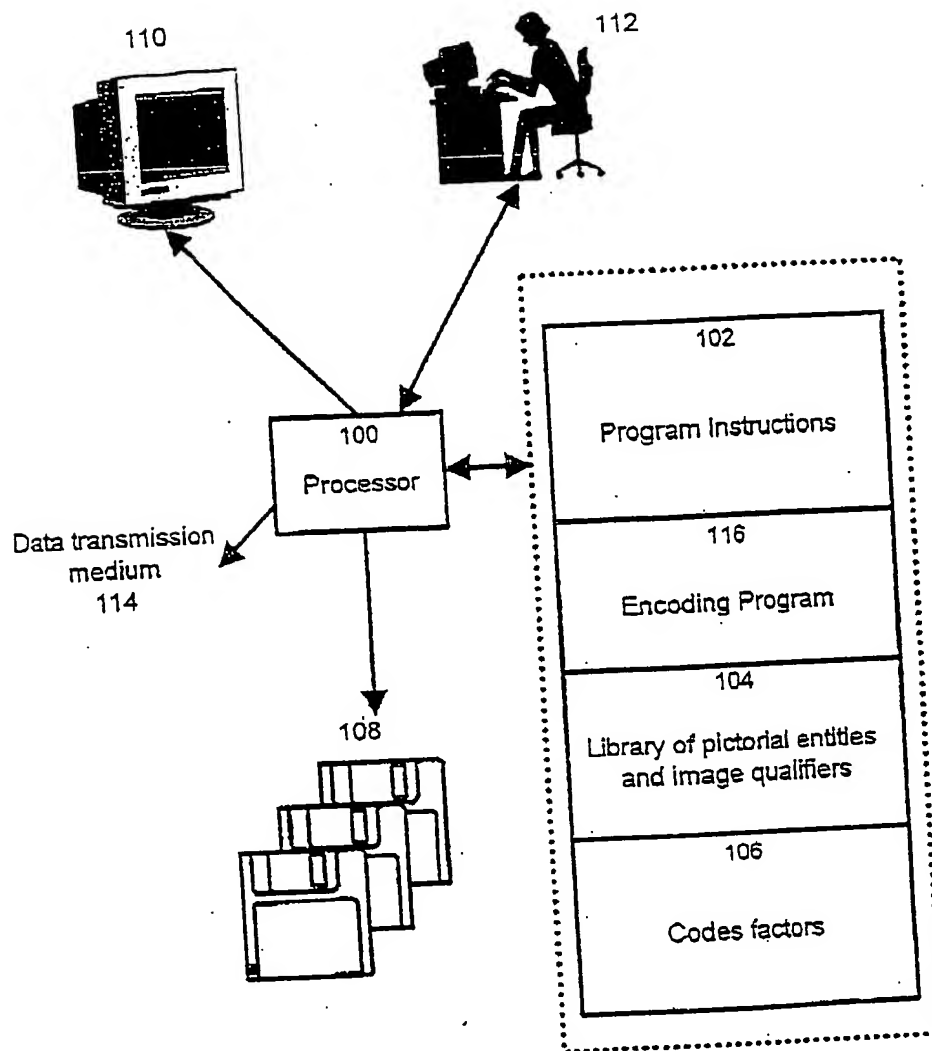 110
112
102
Program Instructions
100
Processor
116
Encoding Program
Data transmission
medium
114
104
Library of pictorial entities
and image qualifiers
108
106
Codes factors